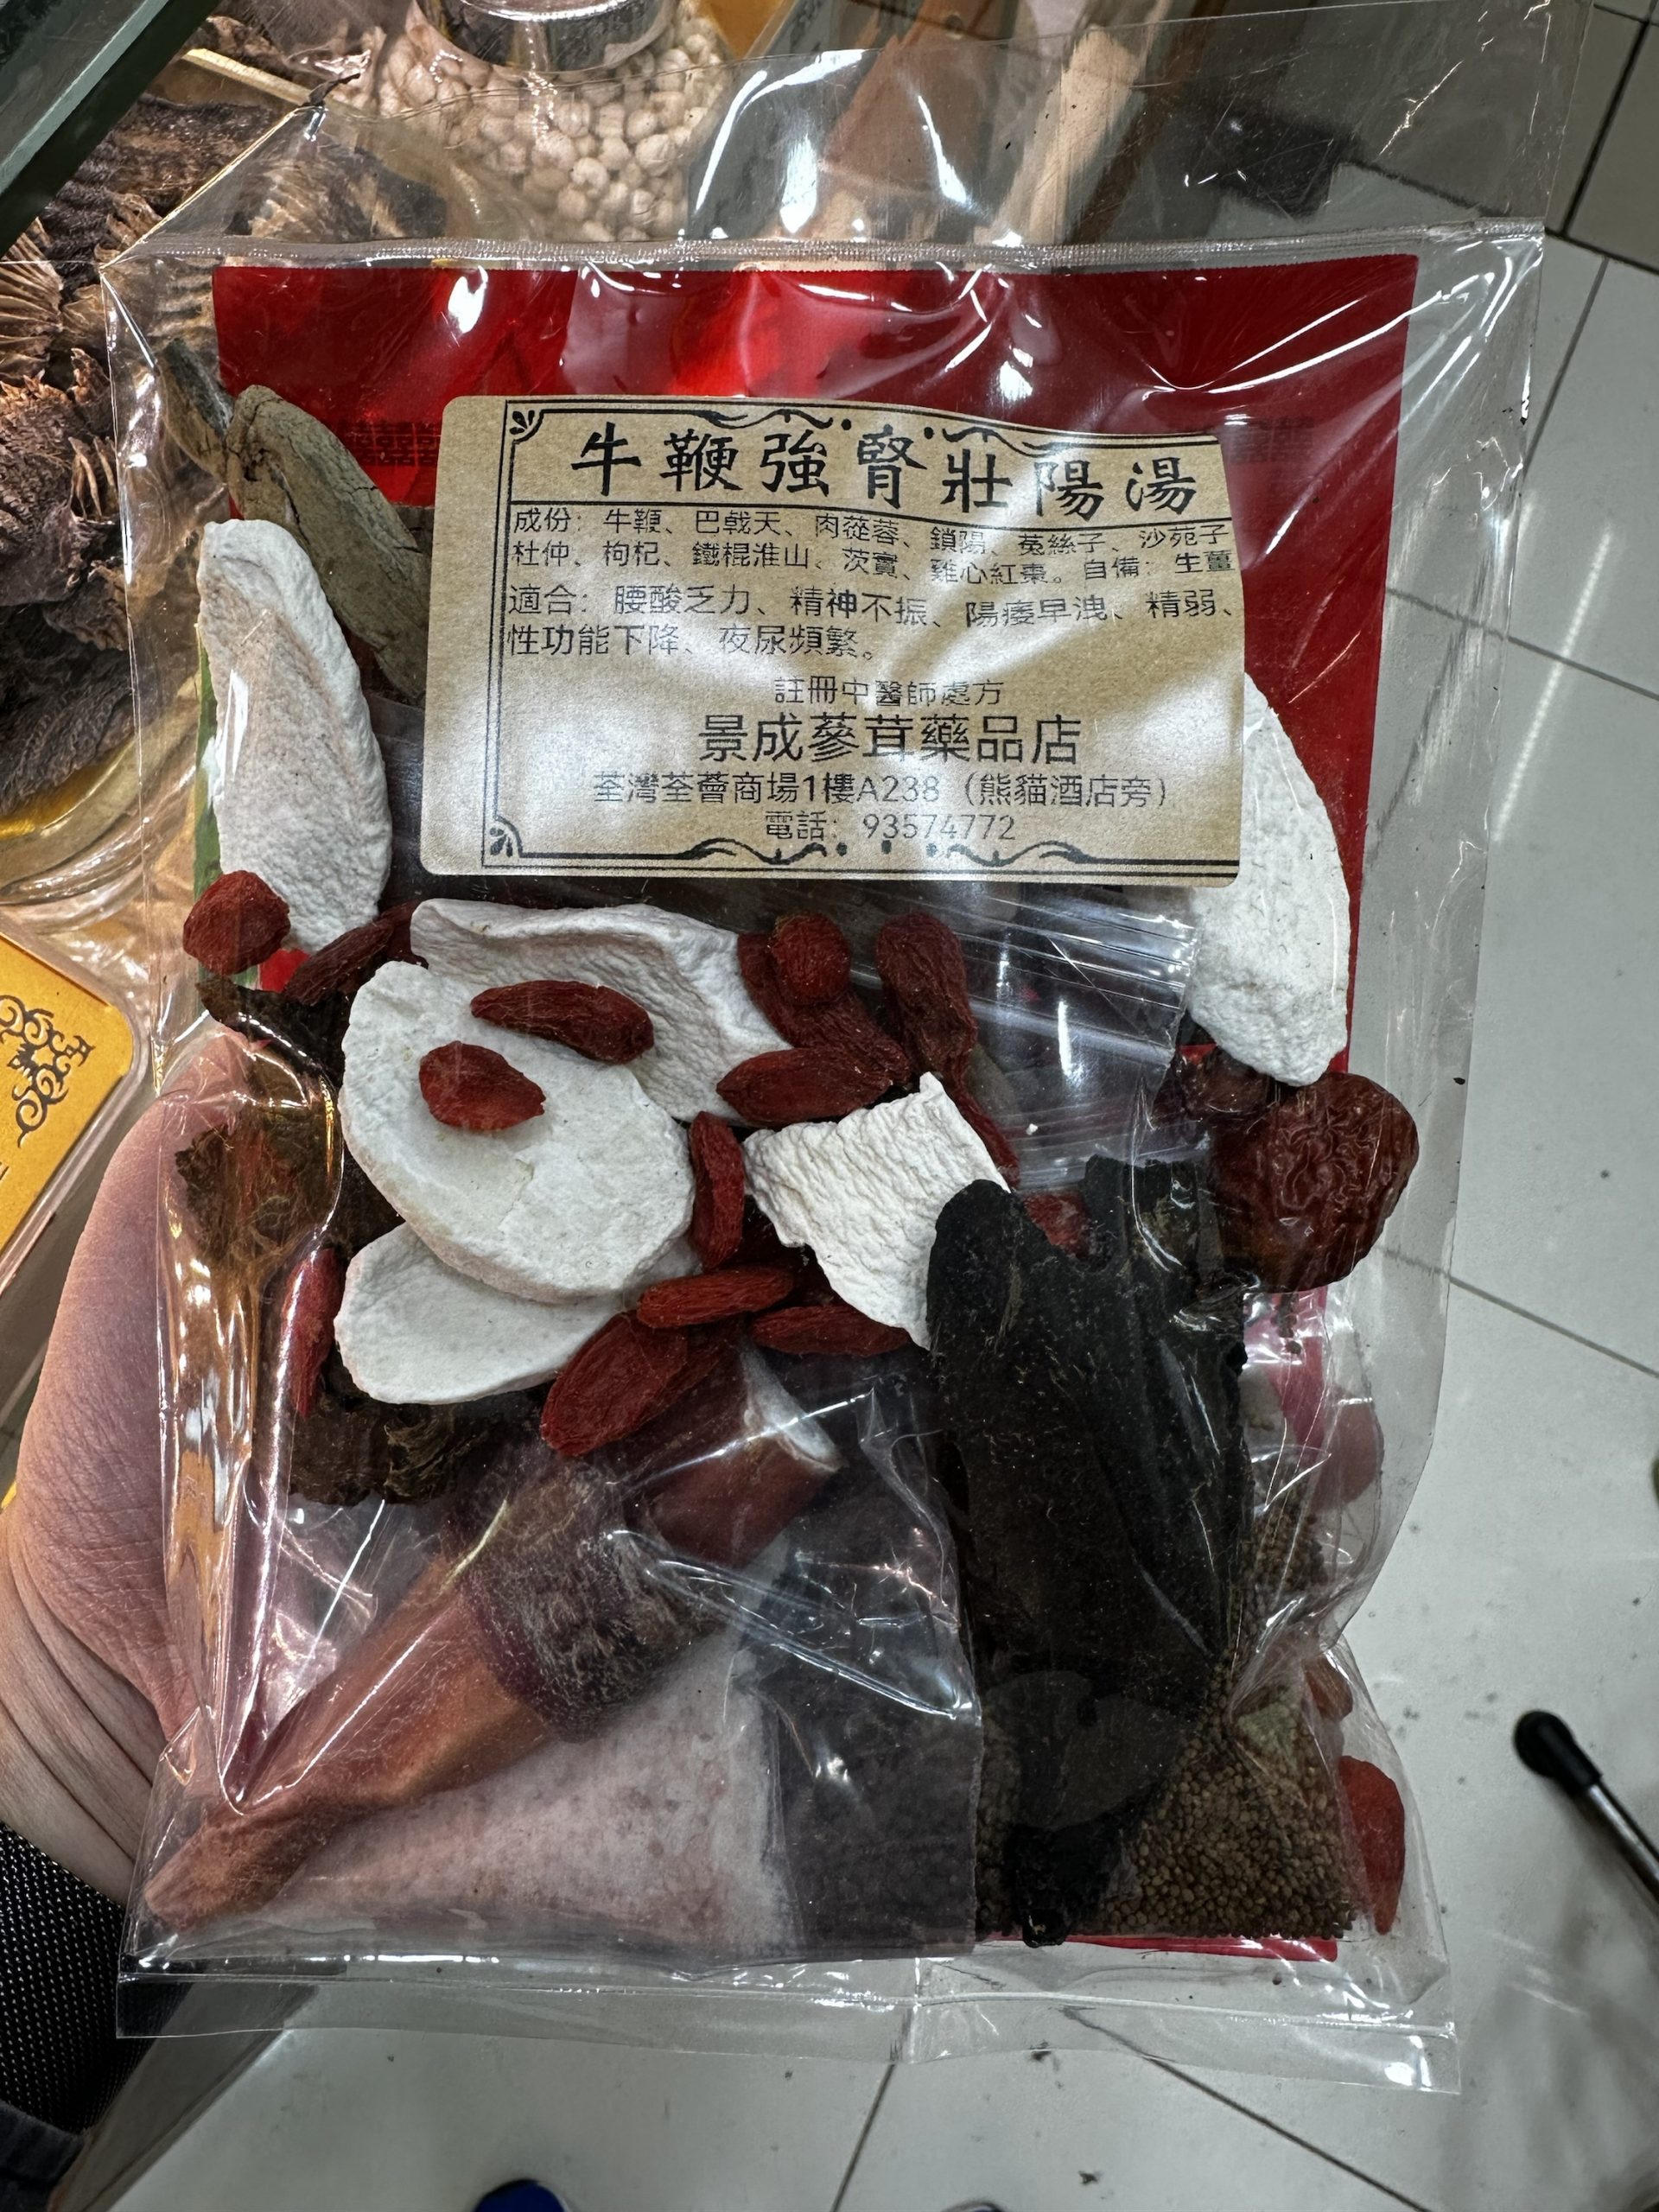 牛鞭強腎壯陽湯
成份：牛鞭、巴戟天、肉蓯蓉、鎖陽、菟絲子、沙苑子
杜仲、枸杞、鐵棍淮山、茨實、雞心紅棗。自備：生薑
適合：腰酸乏力、精神不振、陽痿早洩、精弱、
性功能下降、夜尿頻繁。
註冊中醫師處方
景成蔘茸藥品店
荃灣荃薈商場1樓A238（熊貓酒店旁）
電話：93574772